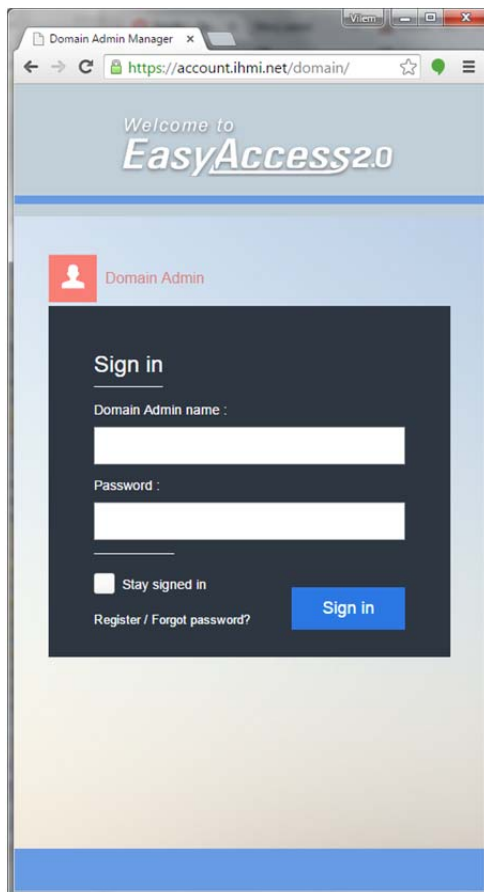 Vilem
Domain Admin Manager
https://account.ihmi.net/domain/
Welcome to
EasyAccess2.0
Domain Admin
Sign in
Domain Admin name :
Password :
Stay signed in
Sign in
Register / Forgot password?